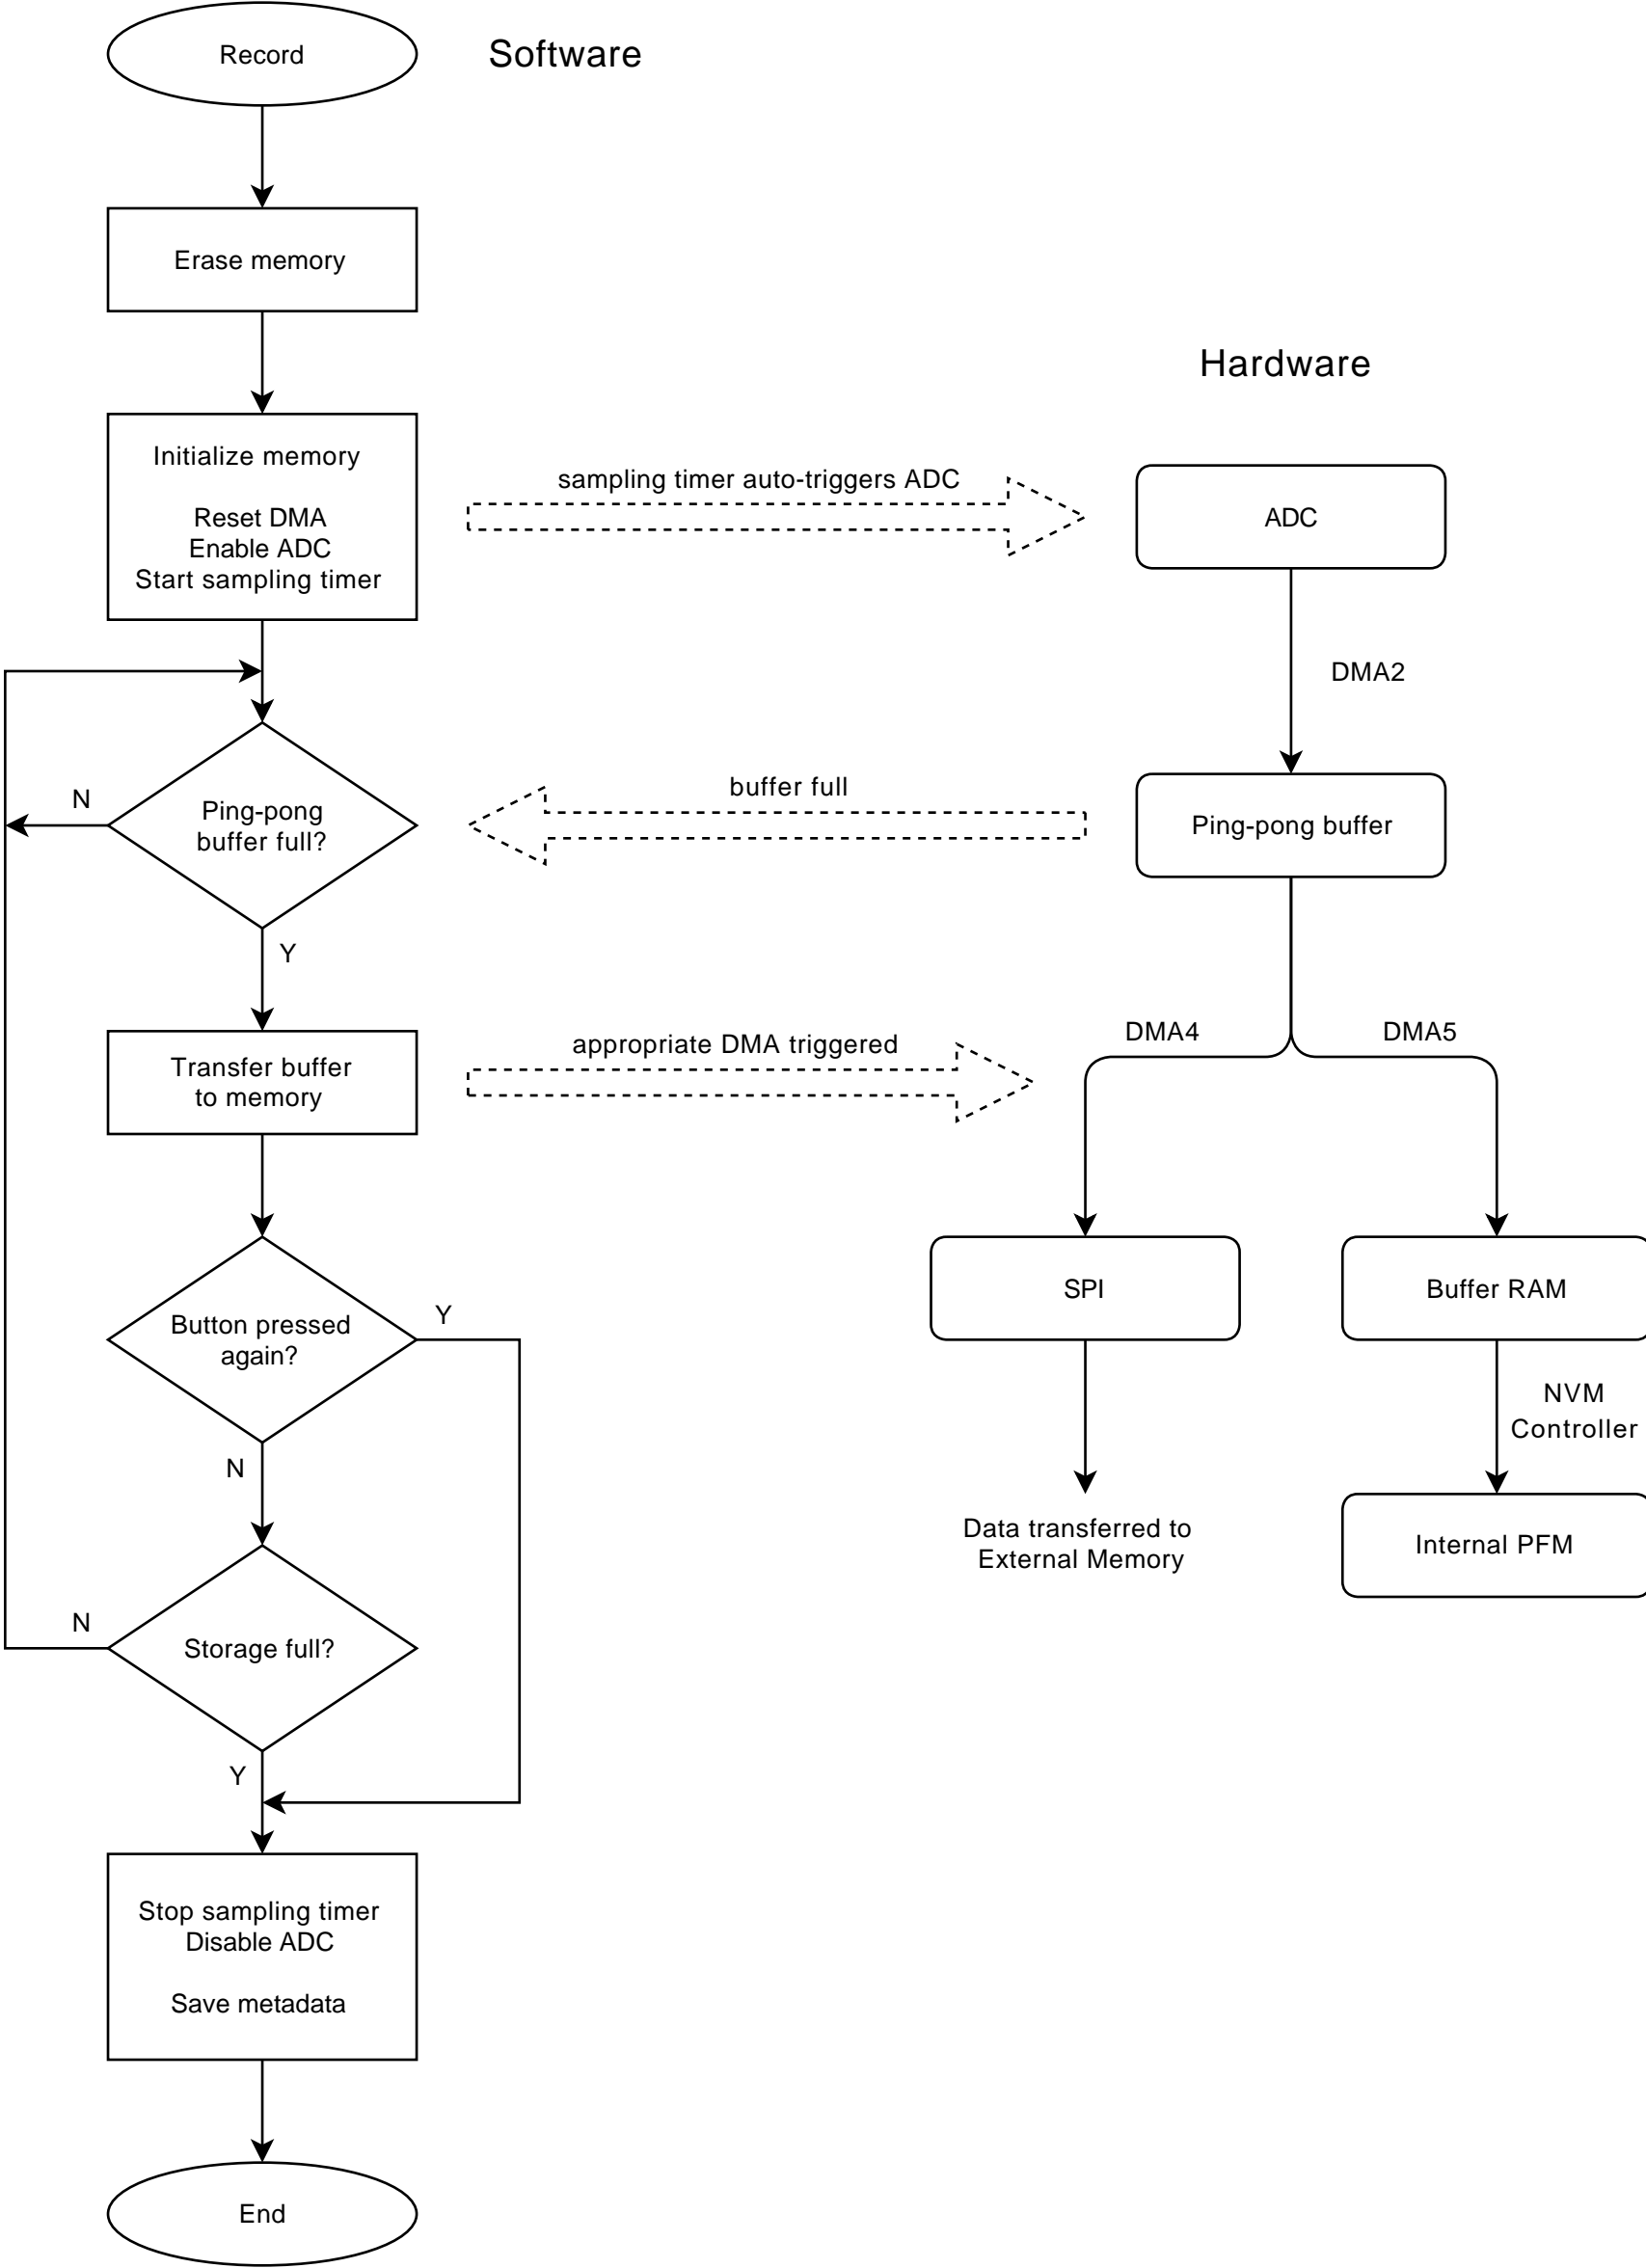 Record
Software
Erase memory
Hardware
Initialize memory
Reset DMA
Enable ADC
Start sampling timer
sampling timer auto-triggers ADC
ADC
DMA2
N
Ping-pong
buffer full?
buffer full
Ping-pong buffer
Y
Transfer buffer
to memory
appropriate DMA triggered
DMA4
DMA5
Button pressed
again?
Y
SPI
Buffer RAM
NVM
Controller
N
Data transferred to
External Memory
Internal PFM
N
Storage full?
Y
Stop sampling timer
Disable ADC
Save metadata
End